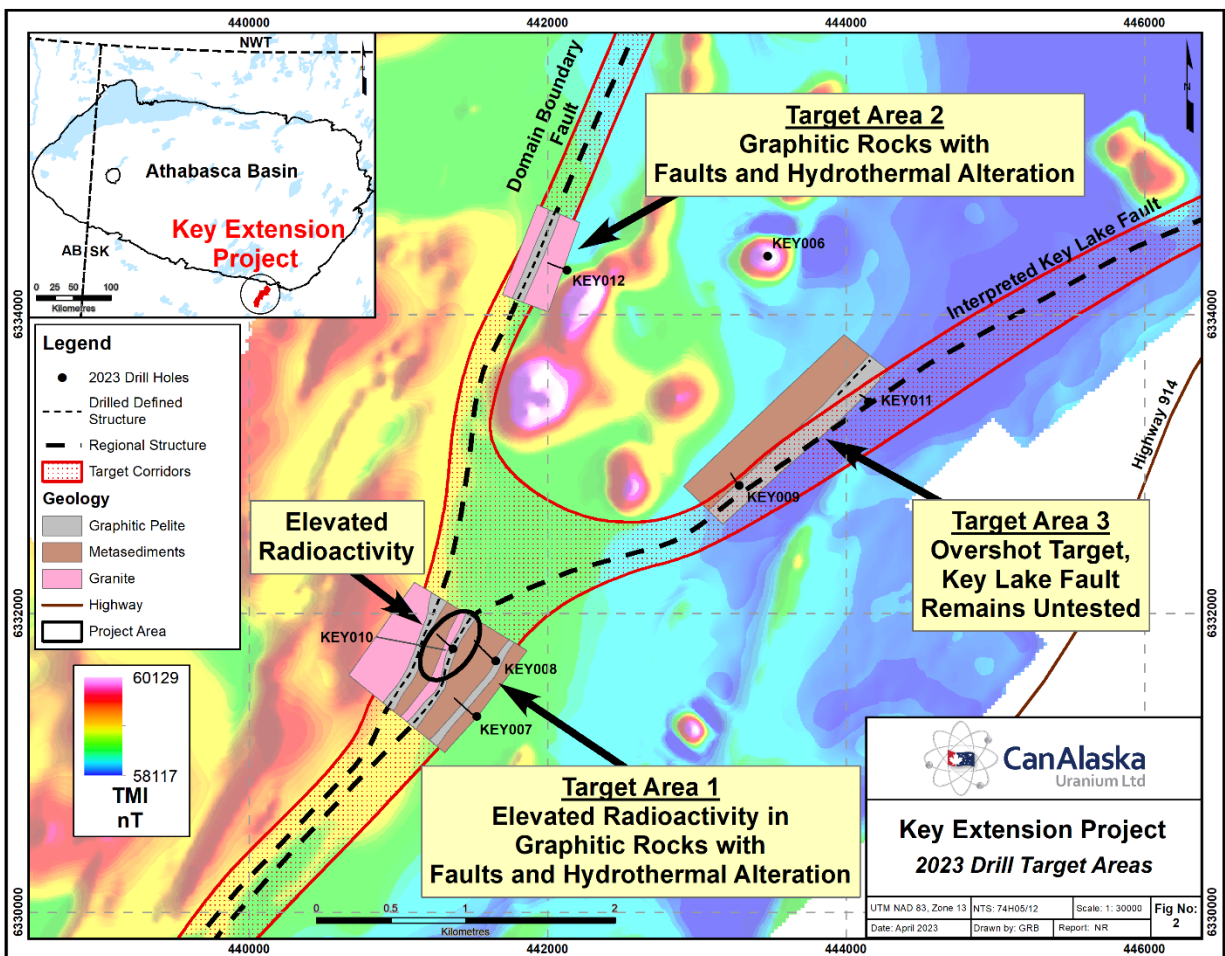 440000
442000
444000
446000
6334000
6332000
6330000
6334000
6332000
6330000
440000
442000
444000
446000
NWT
Athabasca Basin
Key Extension
Project
AB
SK
0 25 50 100
Kilometres
N
Legend
2023 Drill Holes
Drilled Defined
Structure
Regional Structure
Target Corridors
Geology
Graphitic Pelite
Metasediments
Granite
Highway
Project Area
60129
58117
TMI
nT
Domain Boundary
Fault
Target Area 2
Graphitic Rocks with
Faults and Hydrothermal Alteration
KEY006
KEY012
Interpreted Key Lake Fault
KEY011
KEY009
Highway 914
Elevated
Radioactivity
Target Area 3
Overshot Target,
Key Lake Fault
Remains Untested
KEY010
KEY008
KEY007
Target Area 1
Elevated Radioactivity in
Graphitic Rocks with
Faults and Hydrothermal Alteration
0 0.5 1 2
Kilometres
N
CanAlaska
Uranium Ltd
Key Extension Project
2023 Drill Target Areas
UTM NAD 83, Zone 13
NTS: 74H05/12
Scale: 1: 30000
Fig No:
2
Date: April 2023
Drawn by: GRB
Report: NR